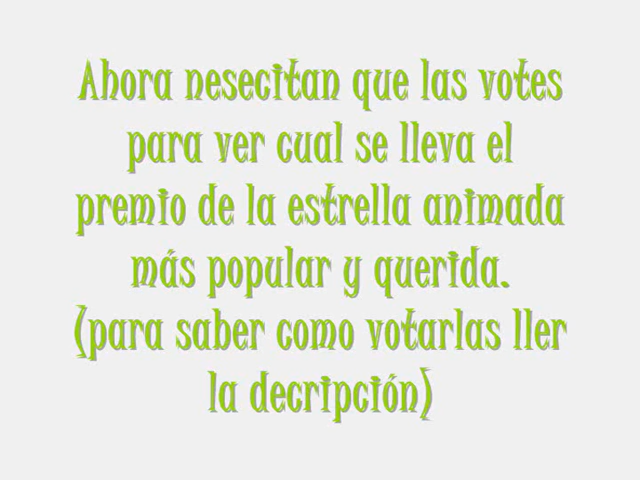 Ahora nesecitan que las votes
para ver cual se lleva el
premio de la estrella animada
más popular y querida.
(para saber como votarlas ller
la decripción)